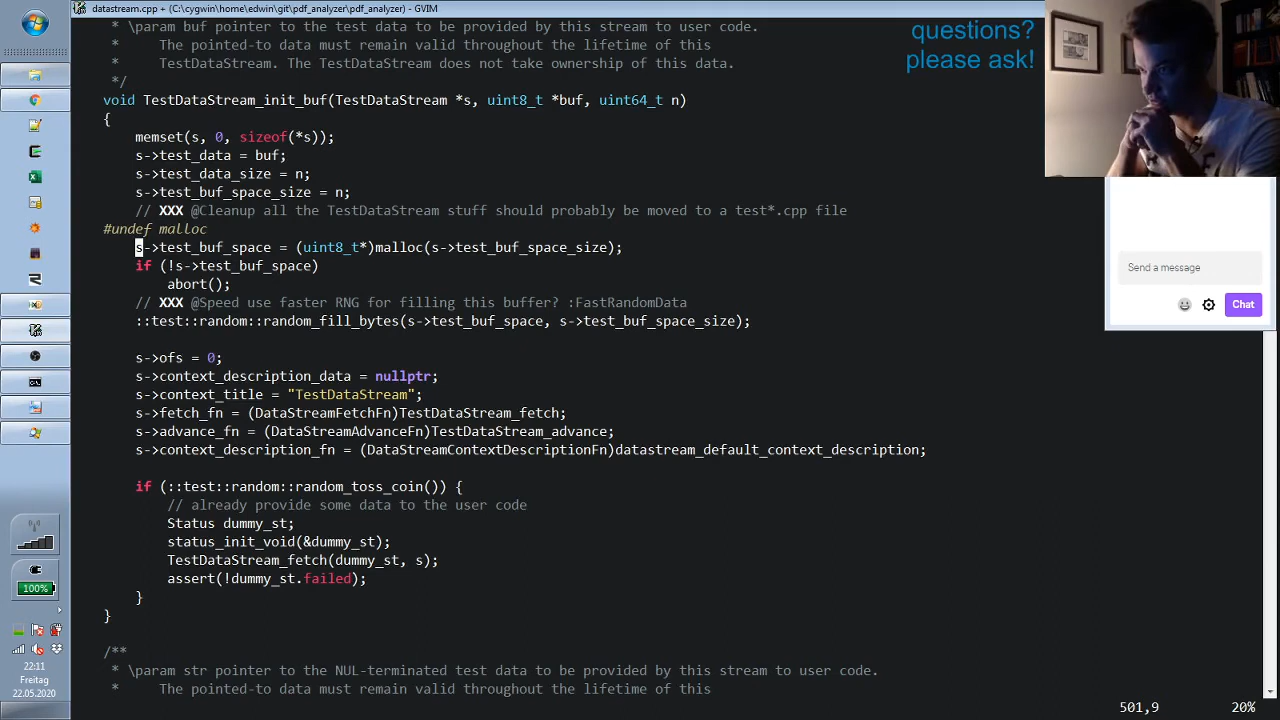 datastream.cpp + (C:\cygwin\home\edwin\git\pdf_analyzer\pdf_analyzer) - GVIM
questions?
please ask!
* \param buf pointer to the test data to be provided by this stream to user code.
*     The pointed-to data must remain valid throughout the lifetime of this
*     TestDataStream. The TestDataStream does not take ownership of this data.
*/
void TestDataStream_init_buf(TestDataStream *s, uint8_t *buf, uint64_t n)
{
    memset(s, 0, sizeof(*s));
    s->test_data = buf;
    s->test_data_size = n;
    s->test_buf_space_size = n;
    // XXX @Cleanup all the TestDataStream stuff should probably be moved to a test*.cpp file
#undef malloc
    s->test_buf_space = (uint8_t*)malloc(s->test_buf_space_size);
    if (!s->test_buf_space)
        abort();
    // XXX @Speed use faster RNG for filling this buffer? :FastRandomData
    ::test::random::random_fill_bytes(s->test_buf_space, s->test_buf_space_size);
    s->ofs = 0;
    s->context_description_data = nullptr;
    s->context_title = "TestDataStream";
    s->fetch_fn = (DataStreamFetchFn)TestDataStream_fetch;
    s->advance_fn = (DataStreamAdvanceFn)TestDataStream_advance;
    s->context_description_fn = (DataStreamContextDescriptionFn)datastream_default_context_description;
    if (::test::random::random_toss_coin()) {
        // already provide some data to the user code
        Status dummy_st;
        status_init_void(&dummy_st);
        TestDataStream_fetch(dummy_st, s);
        assert(!dummy_st.failed);
    }
}
/**
* \param str pointer to the NUL-terminated test data to be provided by this stream to user code.
*     The pointed-to data must remain valid throughout the lifetime of this
501,9
20%
Send a message
Chat
100%
22:11
Freitag
22.05.2020